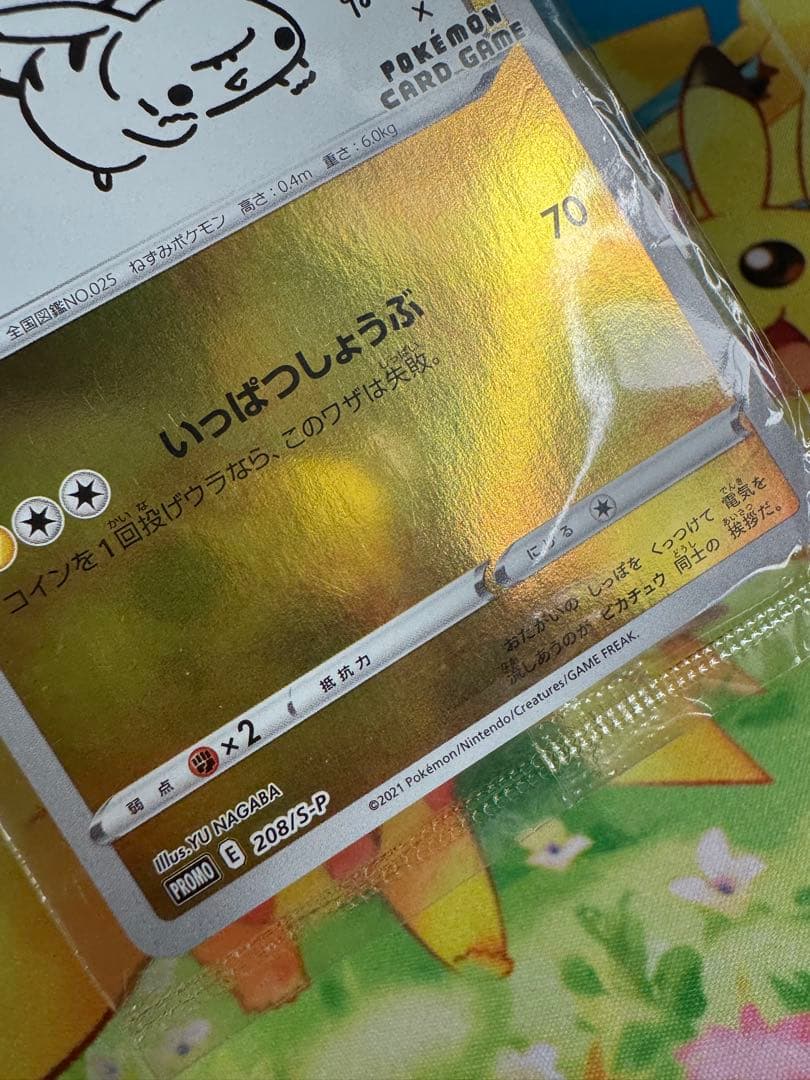 POKÉMON
CARD GAME
全国図鑑NO.025 ねずみポケモン 高さ:0.4m 重さ:6.0kg
いっぱつしょうぶ 70
コインを1回投げウラなら、このワザは失敗。
弱点 ×2 抵抗力 にげる
おたがいの しっぽを くっつけて 電気を
流しあうのが ピカチュウ 同士の 挨拶だ。
Illus.YU NAGABA
PROMO E 208/S-P
©2021 Pokémon/Nintendo/Creatures/GAME FREAK.